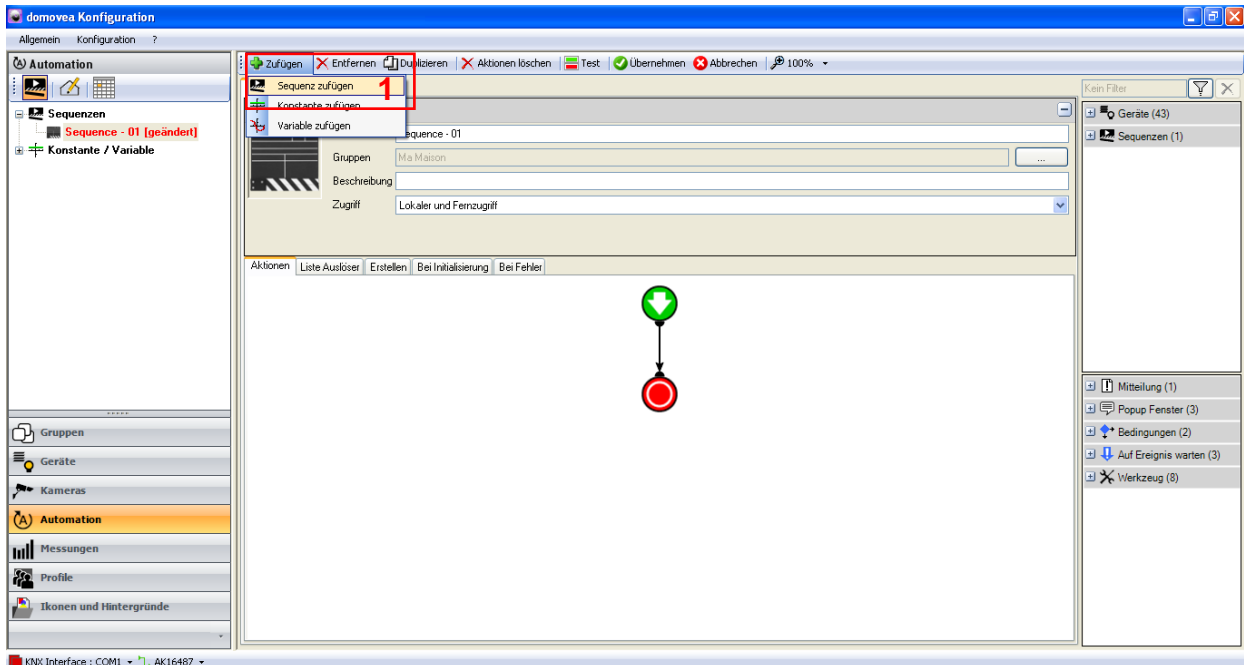 domovea Konfiguration
Allgemein Konfiguration ?
Automation
Zufügen Entfernen Duplizieren Aktionen löschen Test Übernehmen Abbrechen 100%
Sequenz zufügen
Konstante zufügen
Variable zufügen
1
Sequenzen
Sequence - 01 [geändert]
Konstante / Variable
equence - 01
Gruppen Ma Maison ...
Beschreibung
Zugriff Lokaler und Fernzugriff
Aktionen Liste Auslöser Erstellen Bei Initialisierung Bei Fehler
Kein Filter
Geräte (43)
Sequenzen (1)
Mitteilung (1)
Popup Fenster (3)
Bedingungen (2)
Auf Ereignis warten (3)
Werkzeug (8)
Gruppen
Geräte
Kameras
Automation
Messungen
Profile
Ikonen und Hintergründe
KNX Interface : COM1 AK16487